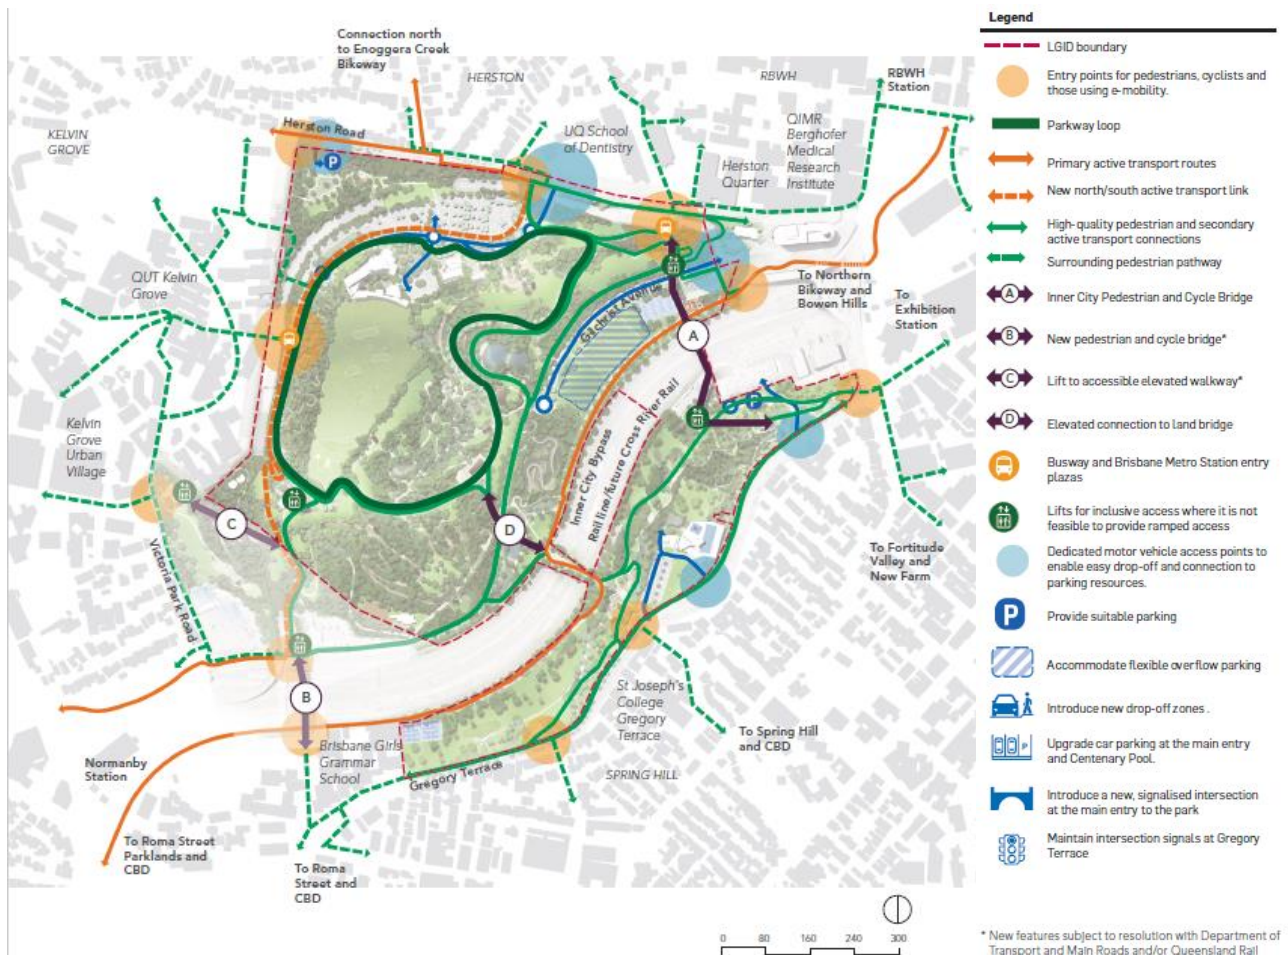 Connection north
to Enoggera Creek
Bikeway
HERSTON
RBWH
RBWH
Station
KELVIN
GROVE
Herston Road
P
UQ School
of Dentistry
QIMR
Berghofer
Medical
Research
Institute
Herston
Quarter
QUT Kelvin
Grove
To Northern
Bikeway and
Bowen Hills
To
Exhibition
Station
Gilchrist Avenue
A
P
Kelvin
Grove
Urban
Village
Inner City Bypass
Rail line/future Cross River Rail
C
D
Victoria Park Road
To Fortitude
Valley and
New Farm
B
St Joseph's
College
Gregory
Terrace
To Spring Hill
and CBD
Normanby
Station
Brisbane Girls
Grammar
School
Gregory Terrace
SPRING HILL
To Roma Street
Parklands and
CBD
To Roma
Street and
CBD
0 80 160 240 300
Legend
LGID boundary
Entry points for pedestrians, cyclists and
those using e-mobility.
Parkway loop
Primary active transport routes
New north/south active transport link
High-quality pedestrian and secondary
active transport connections
Surrounding pedestrian pathway
A Inner City Pedestrian and Cycle Bridge
B New pedestrian and cycle bridge*
C Lift to accessible elevated walkway*
D Elevated connection to land bridge
Busway and Brisbane Metro Station entry
plazas
Lifts for inclusive access where it is not
feasible to provide ramped access
Dedicated motor vehicle access points to
enable easy drop-off and connection to
parking resources.
P Provide suitable parking
Accommodate flexible overflow parking
Introduce new drop-off zones .
P Upgrade car parking at the main entry
and Centenary Pool.
Introduce a new, signalised intersection
at the main entry to the park
Maintain intersection signals at Gregory
Terrace
* New features subject to resolution with Department of
Transport and Main Roads and/or Queensland Rail